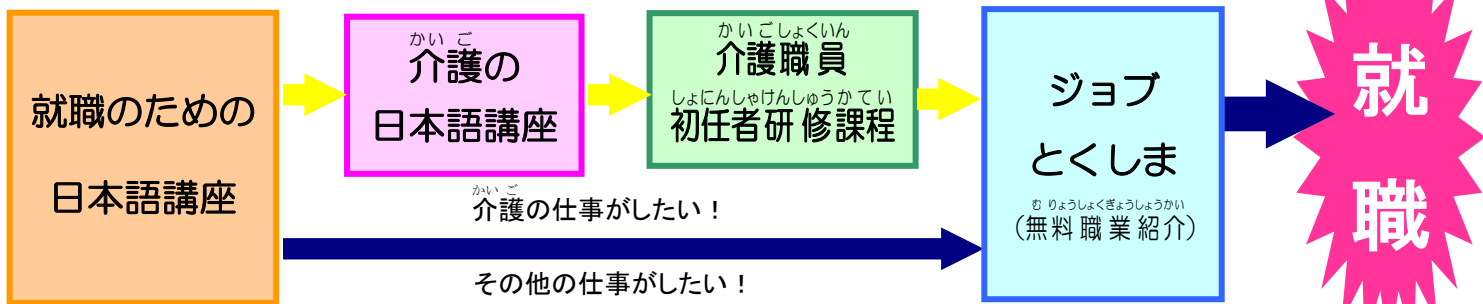 就職のための
日本語講座
かいご
介護の
日本語講座
かいごしょくいん
介護職員
しょにんしゃけんしゅうかてい
初任者研修課程
かいご
介護の仕事がしたい！
その他の仕事がしたい！
ジョブ
とくしま
むりょうしょくぎょうしょうかい
（無料職業紹介）
就
職